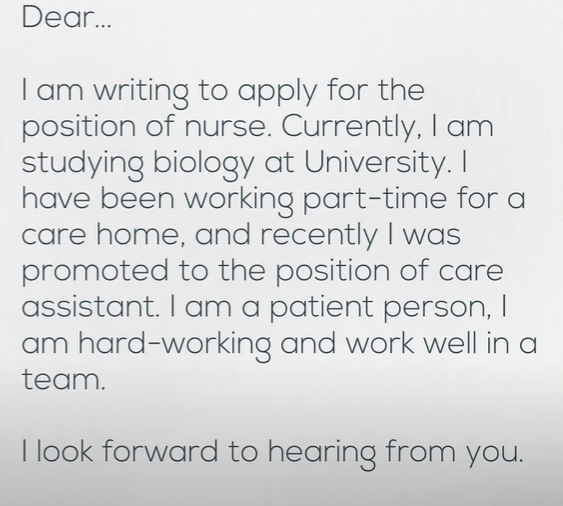 Dear...
I am writing to apply for the
position of nurse. Currently, I am
studying biology at University. I
have been working part-time for a
care home, and recently I was
promoted to the position of care
assistant. I am a patient person, I
am hard-working and work well in a
team.
I look forward to hearing from you.